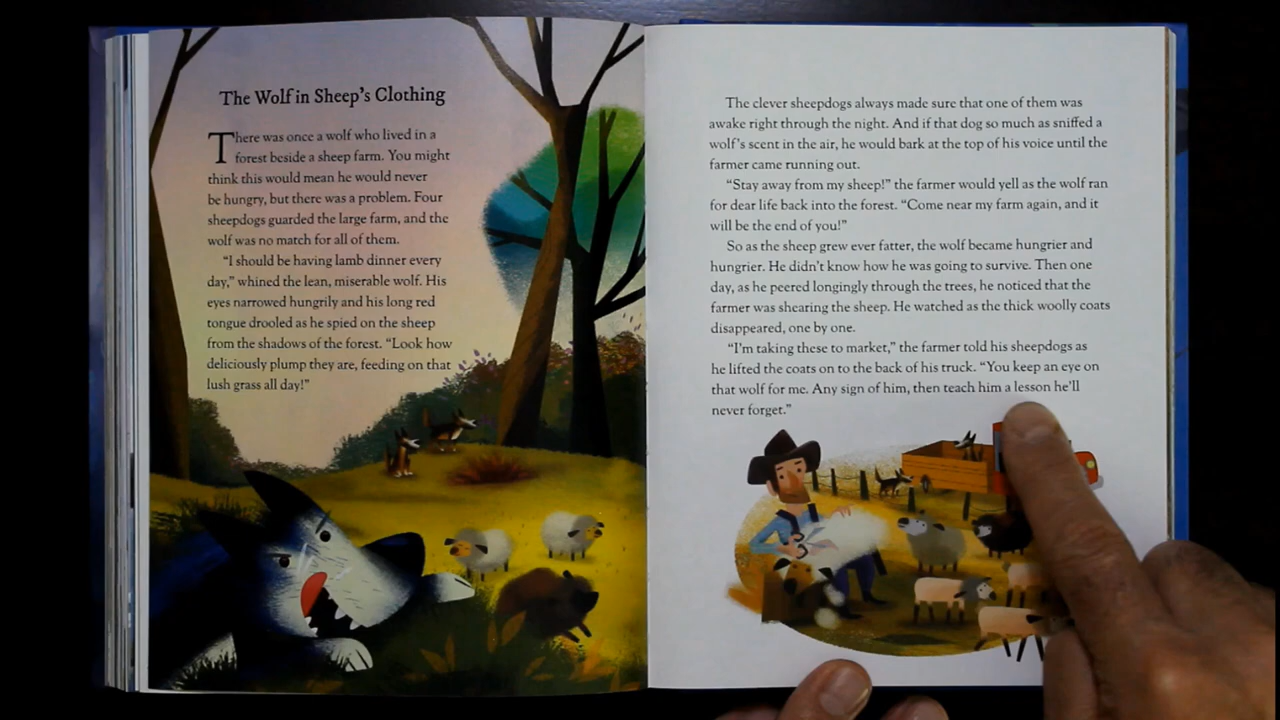 The Wolf in Sheep's Clothing
There was once a wolf who lived in a
forest beside a sheep farm. You might
think this would mean he would never
be hungry, but there was a problem. Four
sheepdogs guarded the large farm, and the
wolf was no match for all of them.
“I should be having lamb dinner every
day,” whined the lean, miserable wolf. His
eyes narrowed hungrily and his long red
tongue drooled as he spied on the sheep
from the shadows of the forest. “Look how
deliciously plump they are, feeding on that
lush grass all day!”
The clever sheepdogs always made sure that one of them was
awake right through the night. And if that dog so much as sniffed a
wolf's scent in the air, he would bark at the top of his voice until the
farmer came running out.
“Stay away from my sheep!” the farmer would yell as the wolf ran
for dear life back into the forest. “Come near my farm again, and it
will be the end of you!”
So as the sheep grew ever fatter, the wolf became hungrier and
hungrier. He didn't know how he was going to survive. Then one
day, as he peered longingly through the trees, he noticed that the
farmer was shearing the sheep. He watched as the thick woolly coats
disappeared, one by one.
“I'm taking these to market,” the farmer told his sheepdogs as
he lifted the coats on to the back of his truck. “You keep an eye on
that wolf for me. Any sign of him, then teach him a lesson he'll
never forget.”